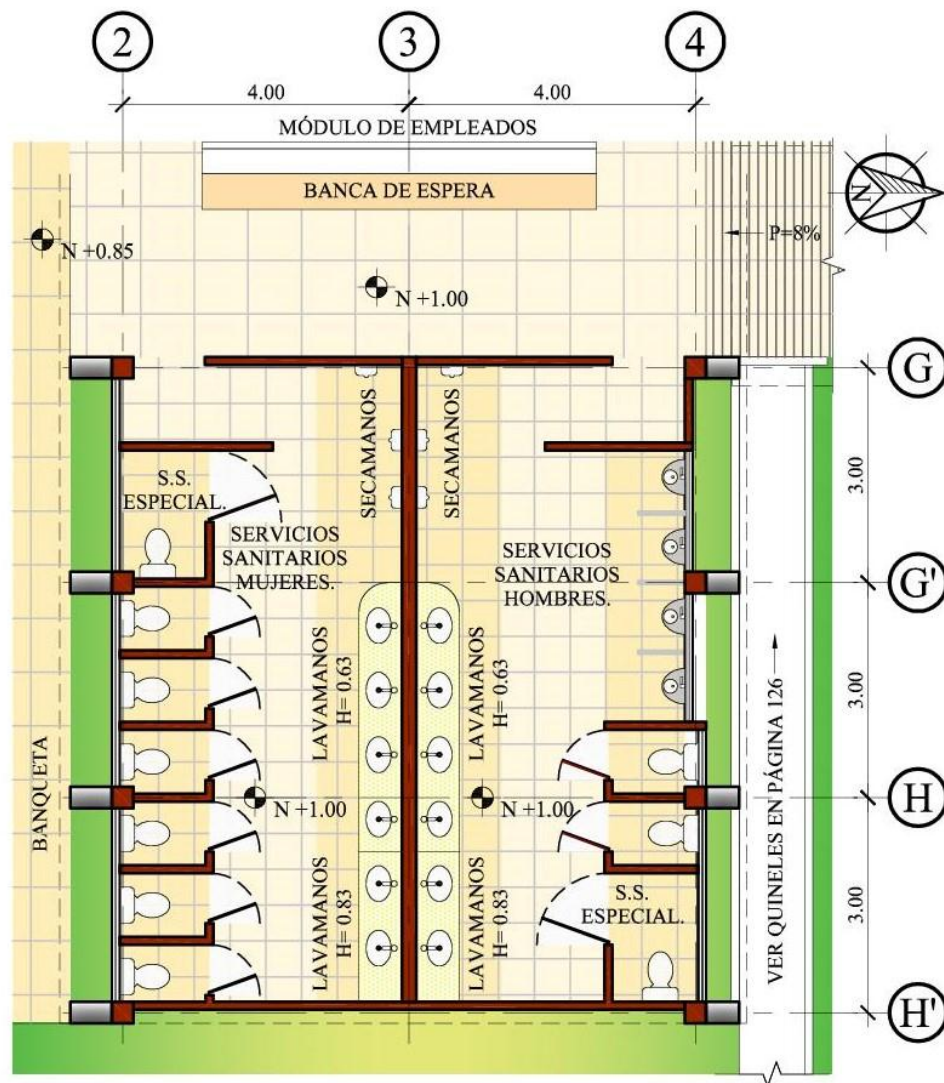 2
3
4
4.00
4.00
MÓDULO DE EMPLEADOS
BANCA DE ESPERA
N
N +0.85
P=8%
N +1.00
G
SECAMANOS
SECAMANOS
3.00
S.S.
ESPECIAL.
SERVICIOS
SANITARIOS
MUJERES.
SERVICIOS
SANITARIOS
HOMBRES.
G'
LAVAMANOS
H= 0.63
LAVAMANOS
H= 0.63
3.00
VER QUINELES EN PÁGINA 126
BANQUETA
N +1.00
N +1.00
H
LAVAMANOS
H= 0.83
LAVAMANOS
H= 0.83
S.S.
ESPECIAL.
3.00
H'